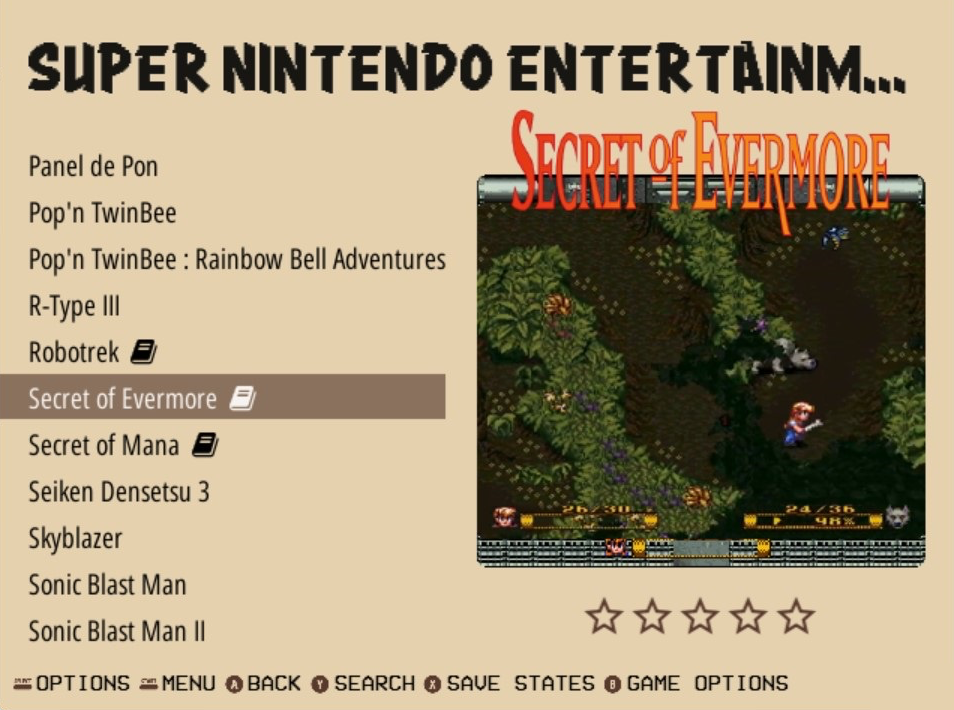 SUPER NINTENDO ENTERTAINM...
SECRET of EVERMORE
Panel de Pon
Pop'n TwinBee
Pop'n TwinBee : Rainbow Bell Adventures
R-Type III
Robotrek
Secret of Evermore
Secret of Mana
Seiken Densetsu 3
Skyblazer
Sonic Blast Man
Sonic Blast Man II
26/30
24/36
98%
OPTIONS MENU A BACK Y SEARCH X SAVE STATES B GAME OPTIONS